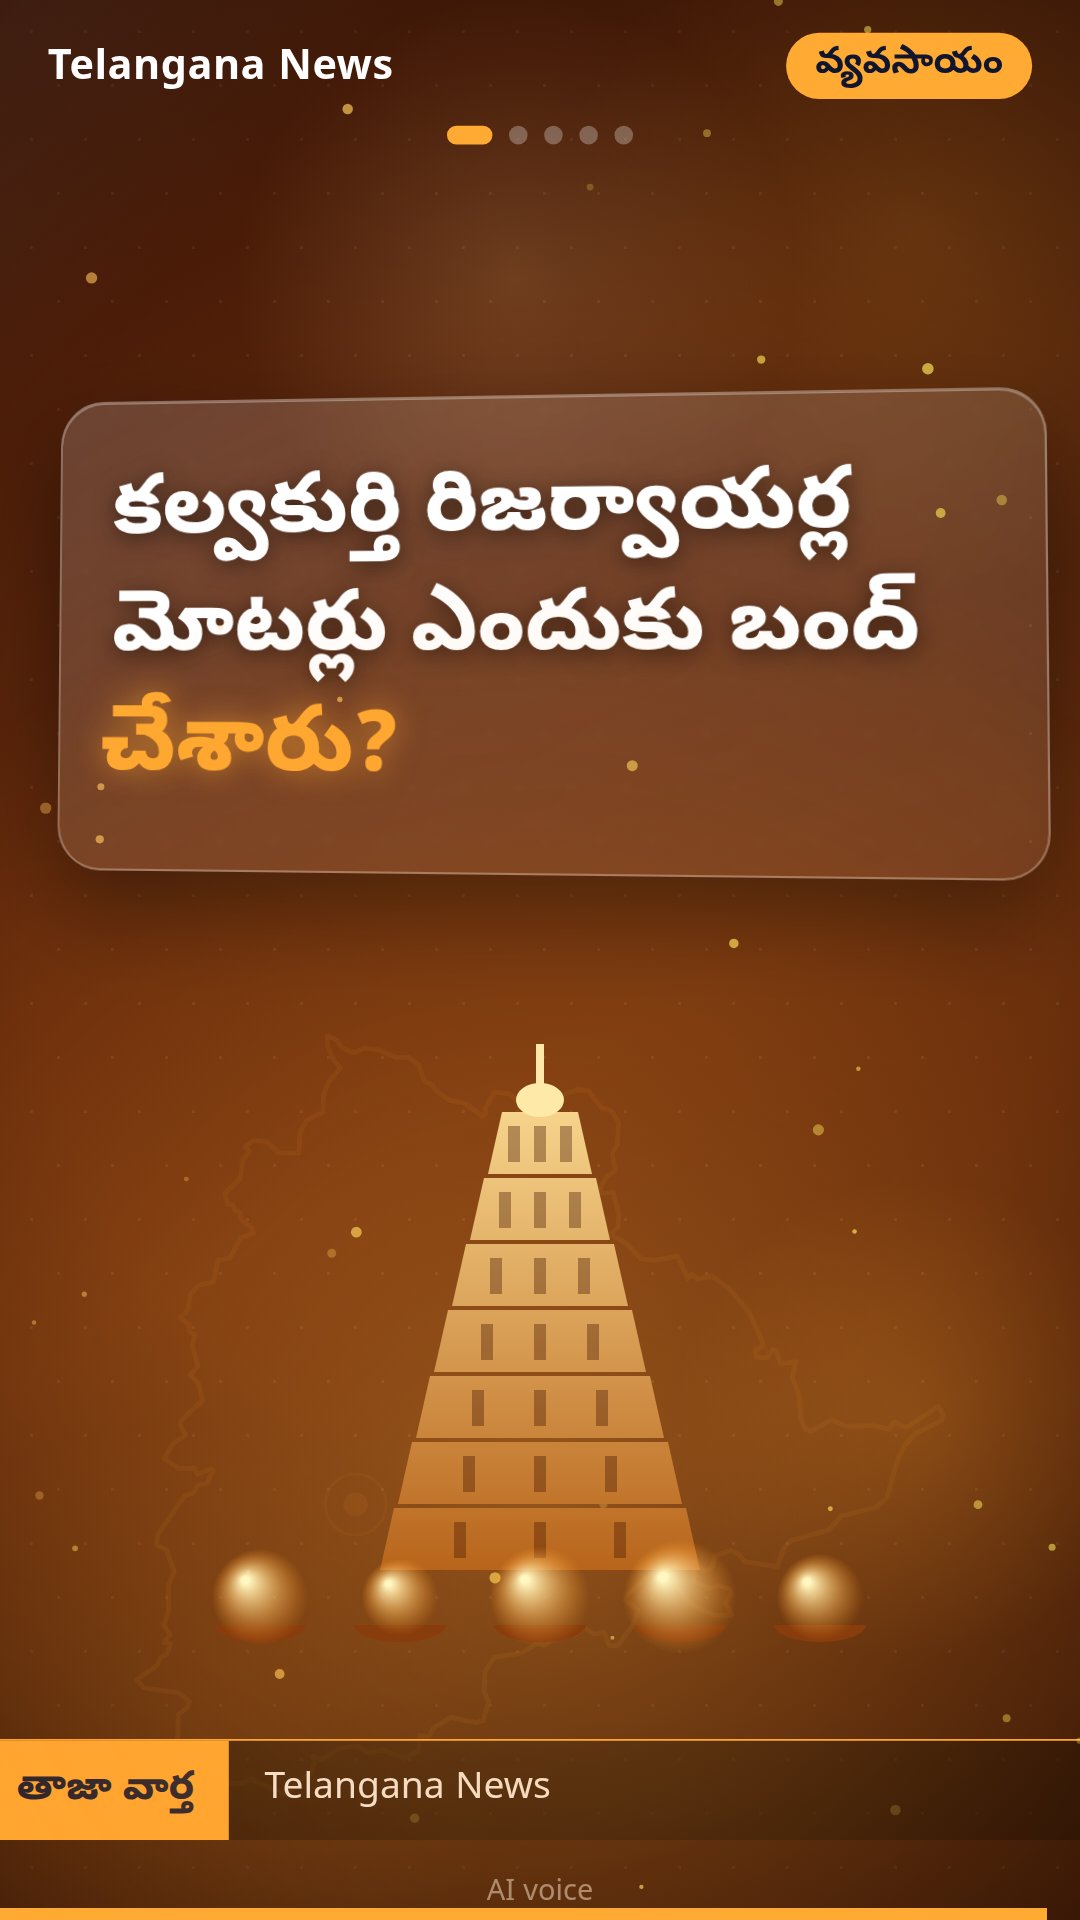 Telangana News
వ్యవసాయం
కల్వకుర్తి రిజర్వాయర్ల
మోటర్లు ఎందుకు బంద్
చేశారు?
తాజా వార్త
Telangana News
AI voice